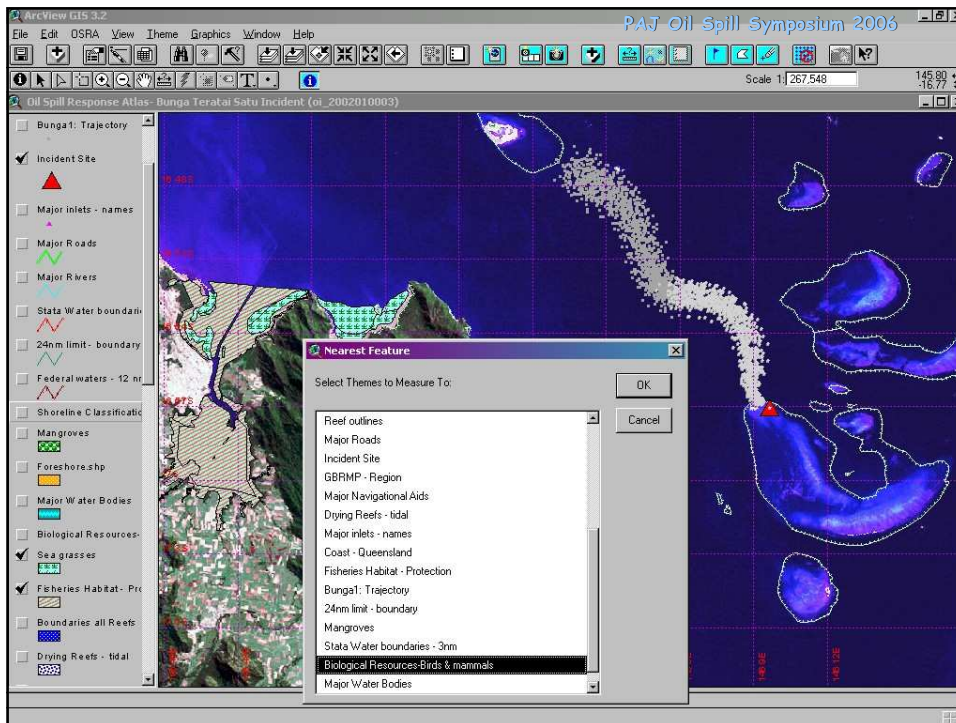 ArcView GIS 3.2
PAJ Oil Spill Symposium 2006
File Edit OSRA View Theme Graphics Window Help
Scale 1: 267,548
145.80
-16.77
Oil Spill Response Atlas- Bunga Teratai Satu Incident (oi_2002010003)
Bunga1: Trajectory
Incident Site
Major inlets - names
Major Roads
Major Rivers
Stata Water boundari
24nm limit - boundary
Federal waters - 12 nr
Shoreline Classificatic
Mangroves
Foreshore.shp
Major Water Bodies
Biological Resources-
Sea grasses
Fisheries Habitat- Pro
Boundaries all Reefs
Drying Reefs - tidal
Nearest Feature
Select Themes to Measure To:
OK
Cancel
Reef outlines
Major Roads
Incident Site
GBRMP - Region
Major Navigational Aids
Drying Reefs - tidal
Major inlets - names
Coast - Queensland
Fisheries Habitat - Protection
Bunga1: Trajectory
24nm limit - boundary
Mangroves
Stata Water boundaries - 3nm
Biological Resources-Birds & mammals
Major Water Bodies
146.9E
146.12E